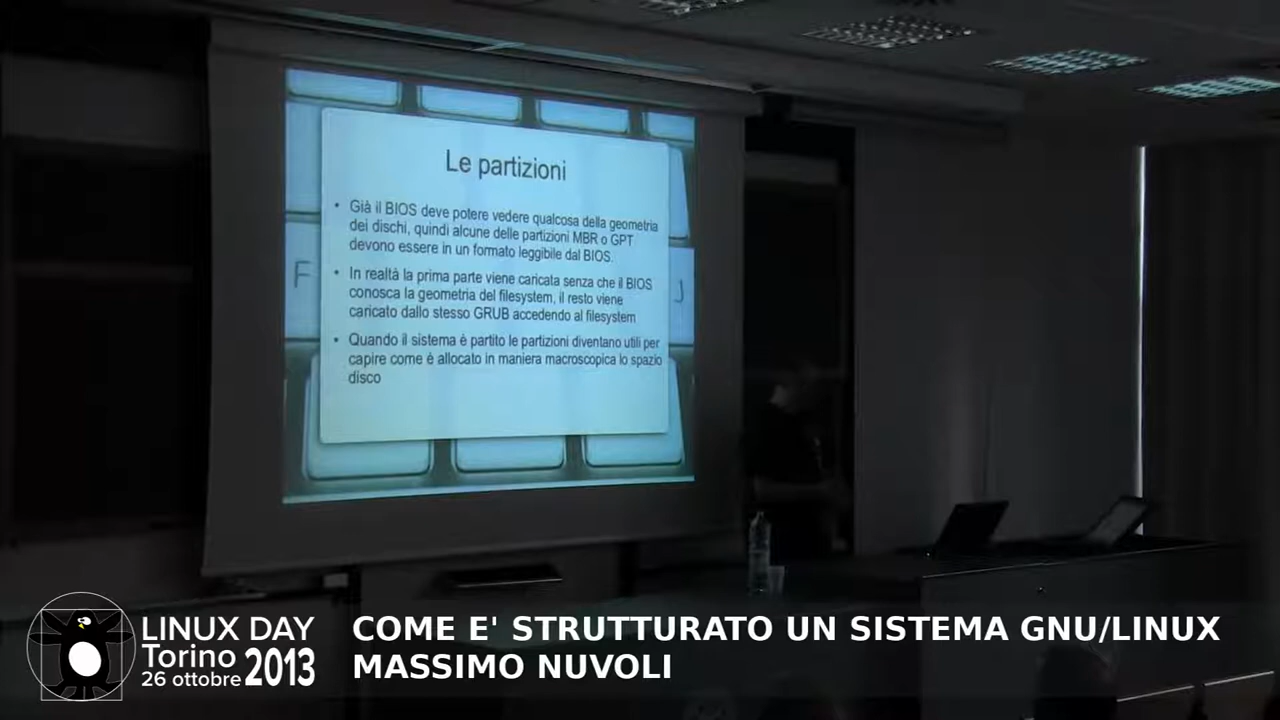 Le partizioni
• Già il BIOS deve potere vedere qualcosa della geometria
dei dischi, quindi alcune delle partizioni MBR o GPT
devono essere in un formato leggibile dal BIOS.
• In realtà la prima parte viene caricata senza che il BIOS
conosca la geometria del filesystem, il resto viene
caricato dallo stesso GRUB accedendo al filesystem
• Quando il sistema è partito le partizioni diventano utili per
capire come è allocato in maniera macroscopica lo spazio
disco
F
J
LINUX DAY
Torino
26 ottobre 2013
COME E' STRUTTURATO UN SISTEMA GNU/LINUX
MASSIMO NUVOLI